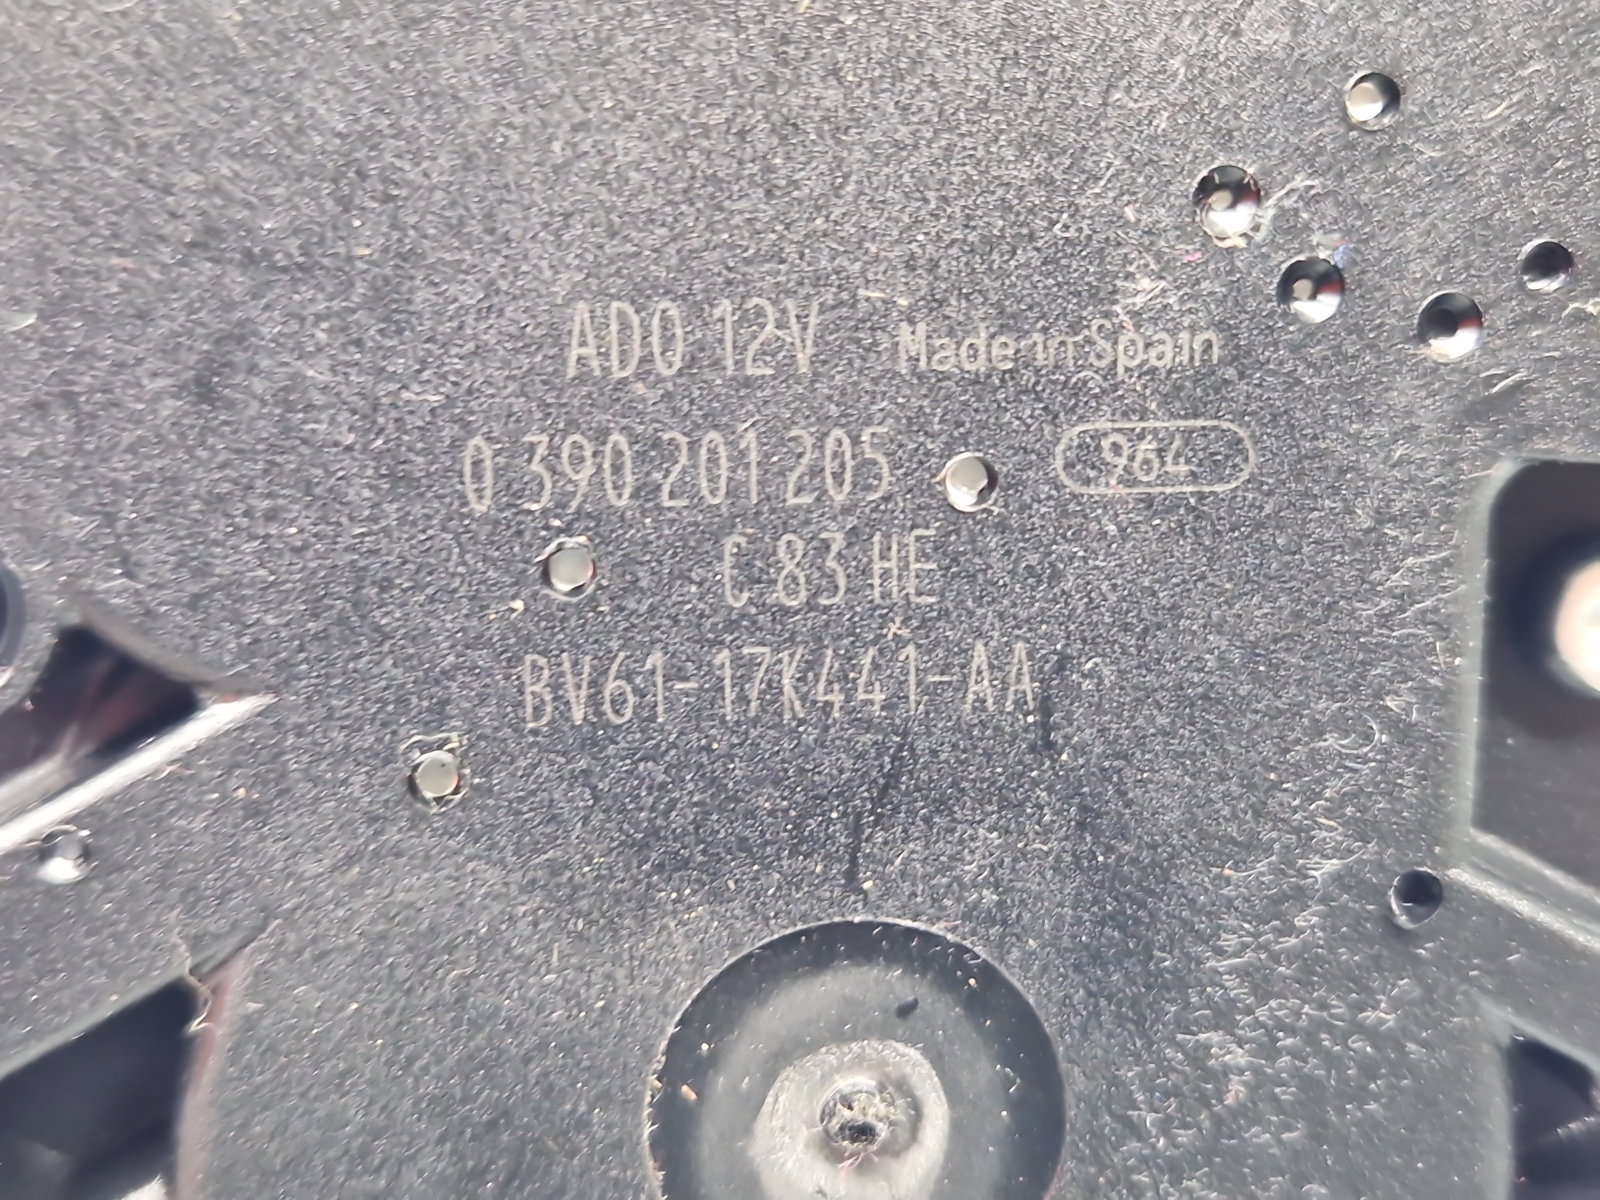 ADO 12V Made in Spain
0 390 201 205 964
C 83 HE
BV61-17K441-AA